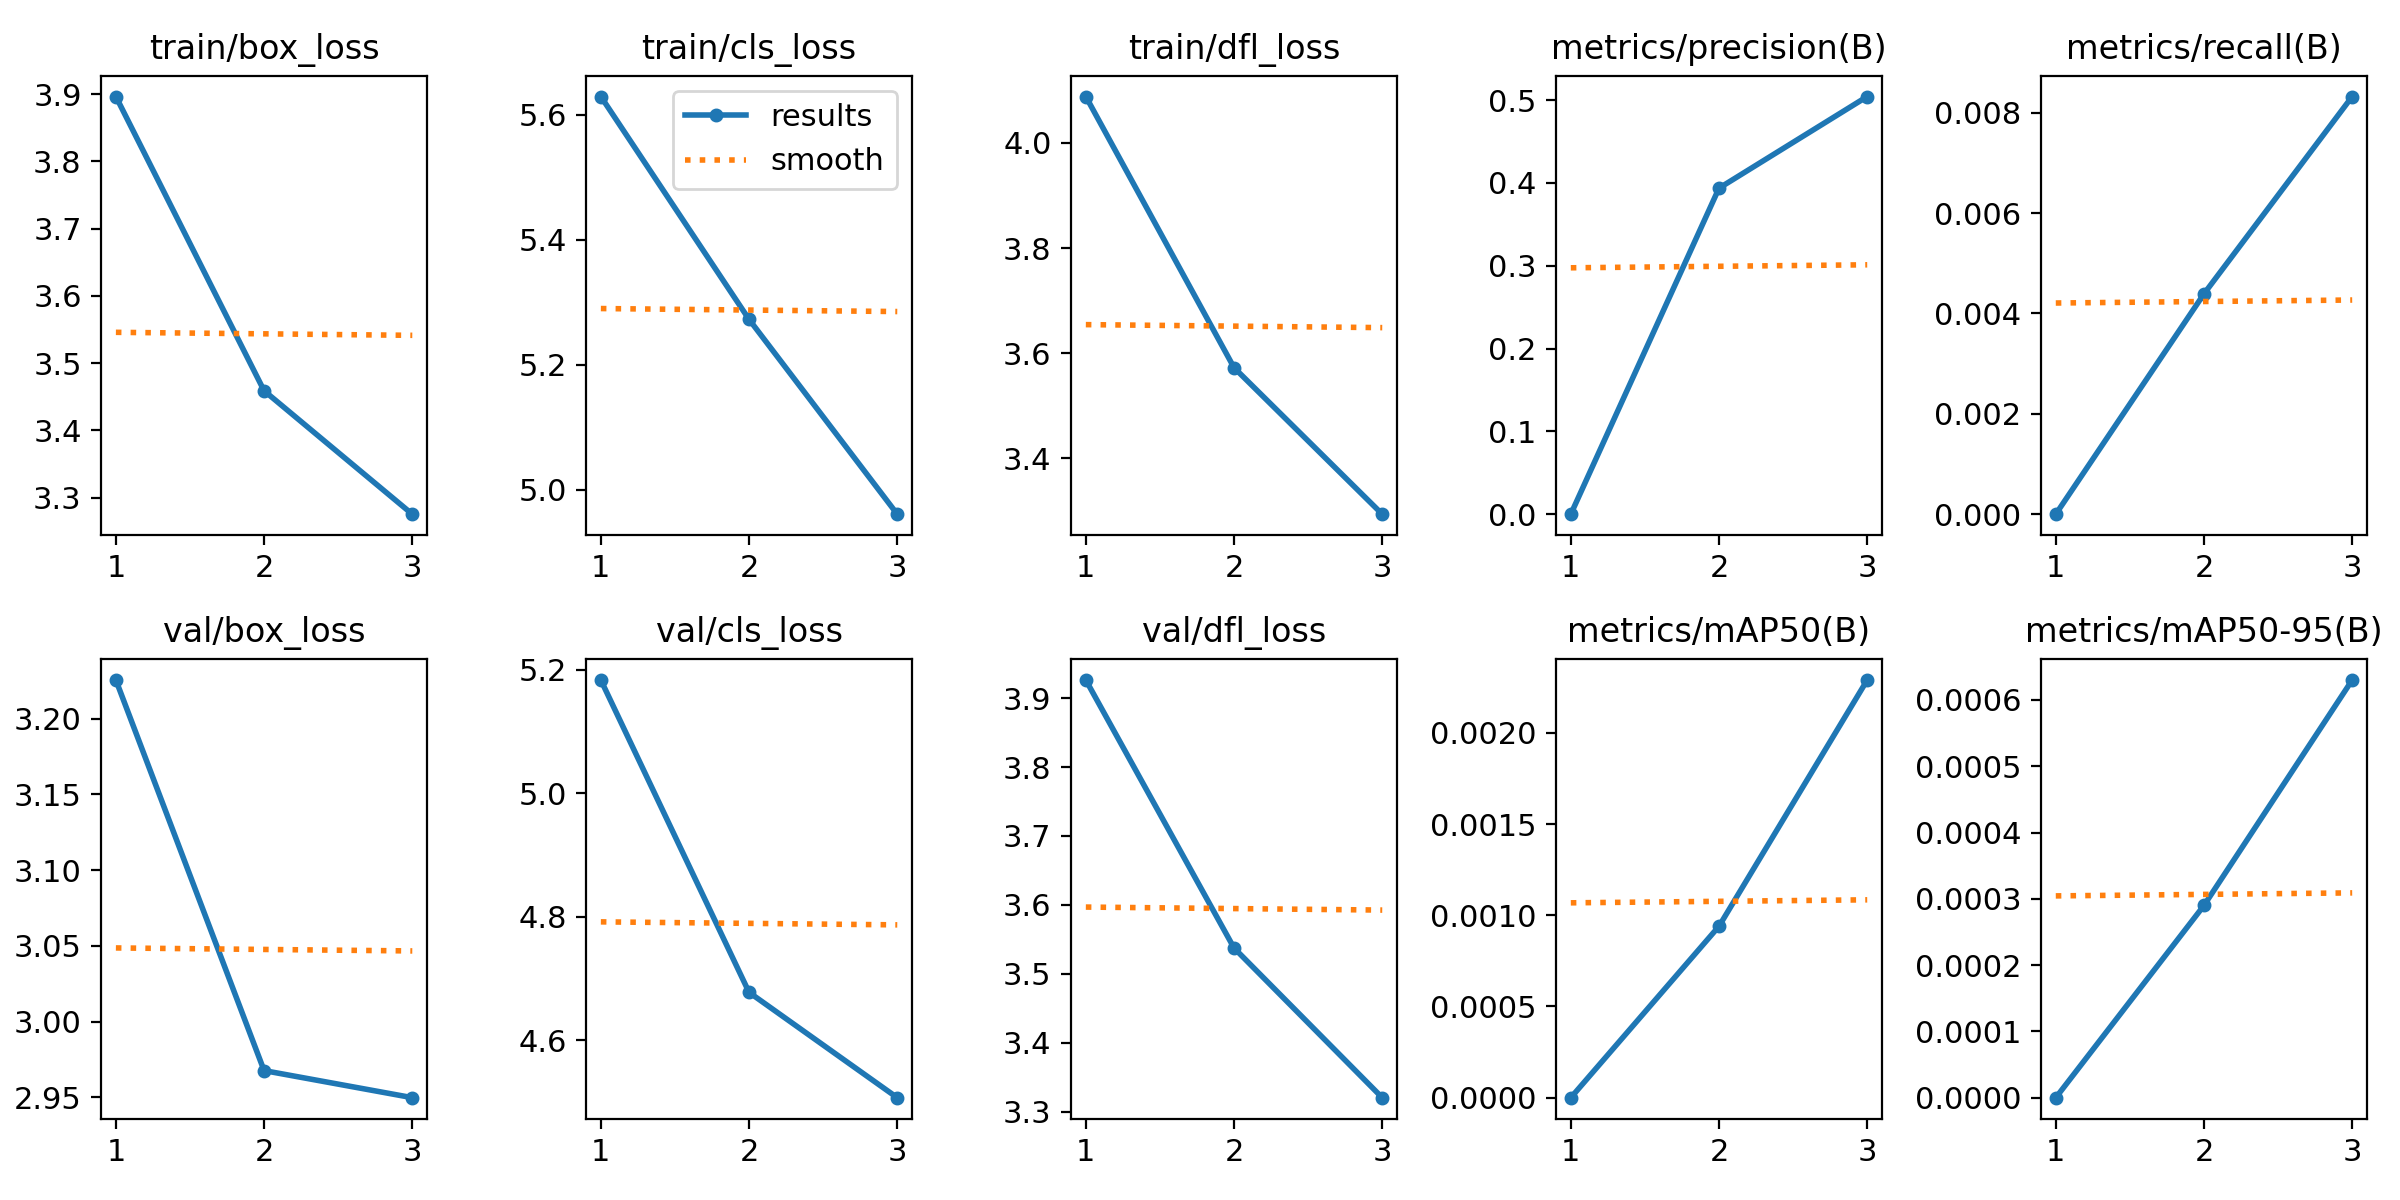 train/box_loss
3.9
3.8
3.7
3.6
3.5
3.4
3.3
1 2 3
train/cls_loss
results
smooth
5.6
5.4
5.2
5.0
1 2 3
train/dfl_loss
4.0
3.8
3.6
3.4
1 2 3
metrics/precision(B)
0.5
0.4
0.3
0.2
0.1
0.0
1 2 3
metrics/recall(B)
0.008
0.006
0.004
0.002
0.000
1 2 3
val/box_loss
3.20
3.15
3.10
3.05
3.00
2.95
1 2 3
val/cls_loss
5.2
5.0
4.8
4.6
1 2 3
val/dfl_loss
3.9
3.8
3.7
3.6
3.5
3.4
3.3
1 2 3
metrics/mAP50(B)
0.0020
0.0015
0.0010
0.0005
0.0000
1 2 3
metrics/mAP50-95(B)
0.0006
0.0005
0.0004
0.0003
0.0002
0.0001
0.0000
1 2 3